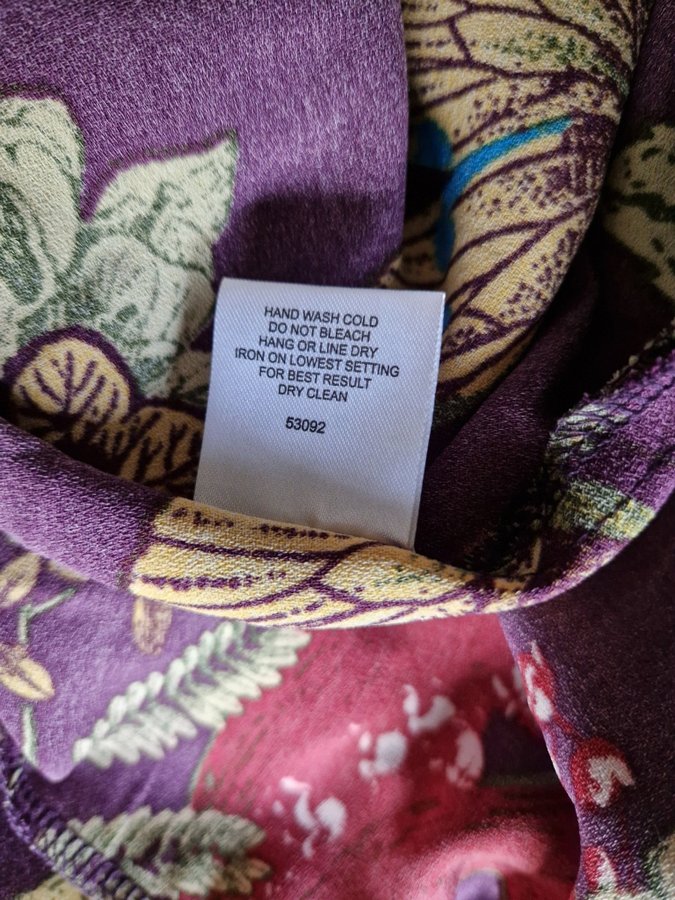 HAND WASH COLD
DO NOT BLEACH
HANG OR LINE DRY
IRON ON LOWEST SETTING
FOR BEST RESULT
DRY CLEAN
53092